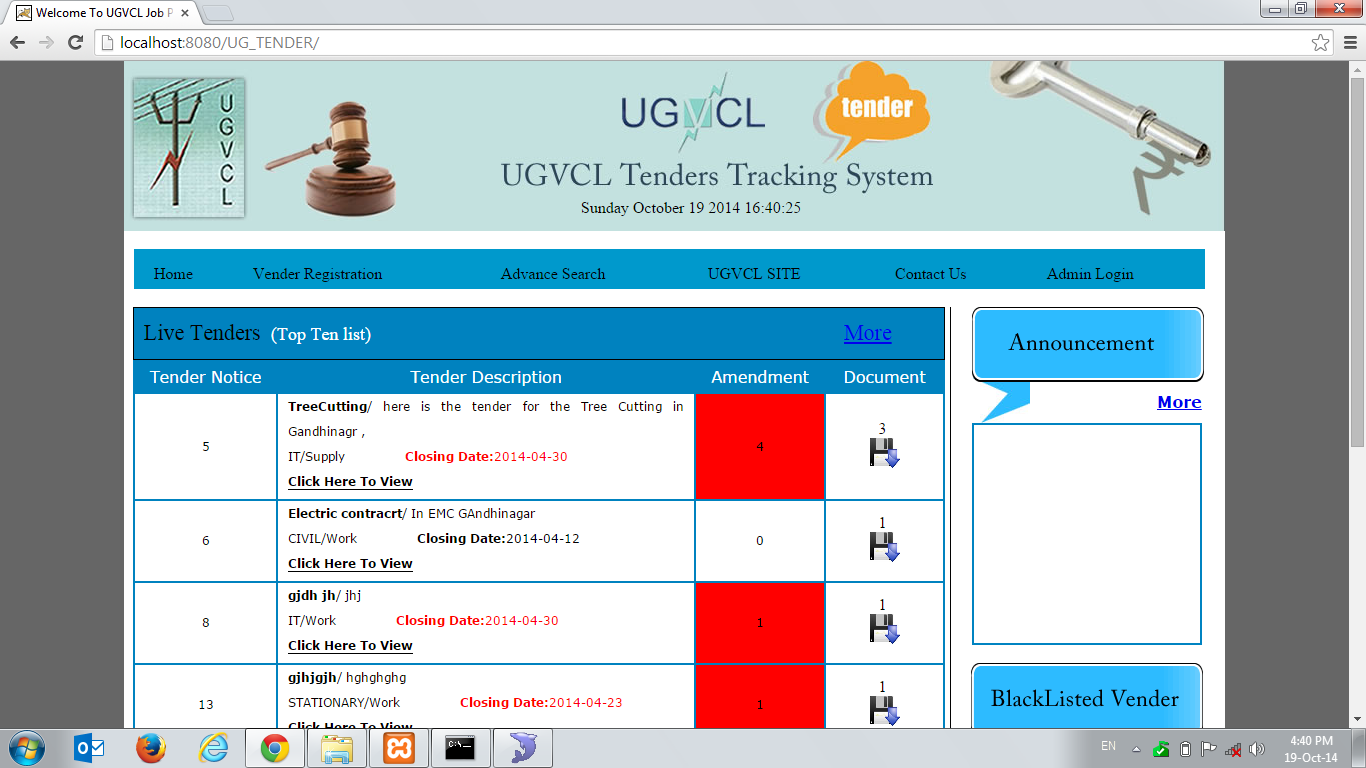 Welcome To UGVCL Job P
localhost:8080/UG_TENDER/
UGVCL
UGVCL
tender
UGVCL Tenders Tracking System
Sunday October 19 2014 16:40:25
Home Vender Registration Advance Search UGVCL SITE Contact Us Admin Login
Live Tenders (Top Ten list) More
Tender Notice Tender Description Amendment Document
5
TreeCutting/ here is the tender for the Tree Cutting in
Gandhinagr ,
IT/Supply Closing Date:2014-04-30
Click Here To View
4
3
6
Electric contracrt/ In EMC GAndhinagar
CIVIL/Work Closing Date:2014-04-12
Click Here To View
0
1
8
gjdh jh/ jhj
IT/Work Closing Date:2014-04-30
Click Here To View
1
1
13
gjhjgjh/ hghghghg
STATIONARY/Work Closing Date:2014-04-23
Click Here To View
1
1
Announcement
More
BlackListed Vender
C:\_
EN
4:40 PM
19-Oct-14